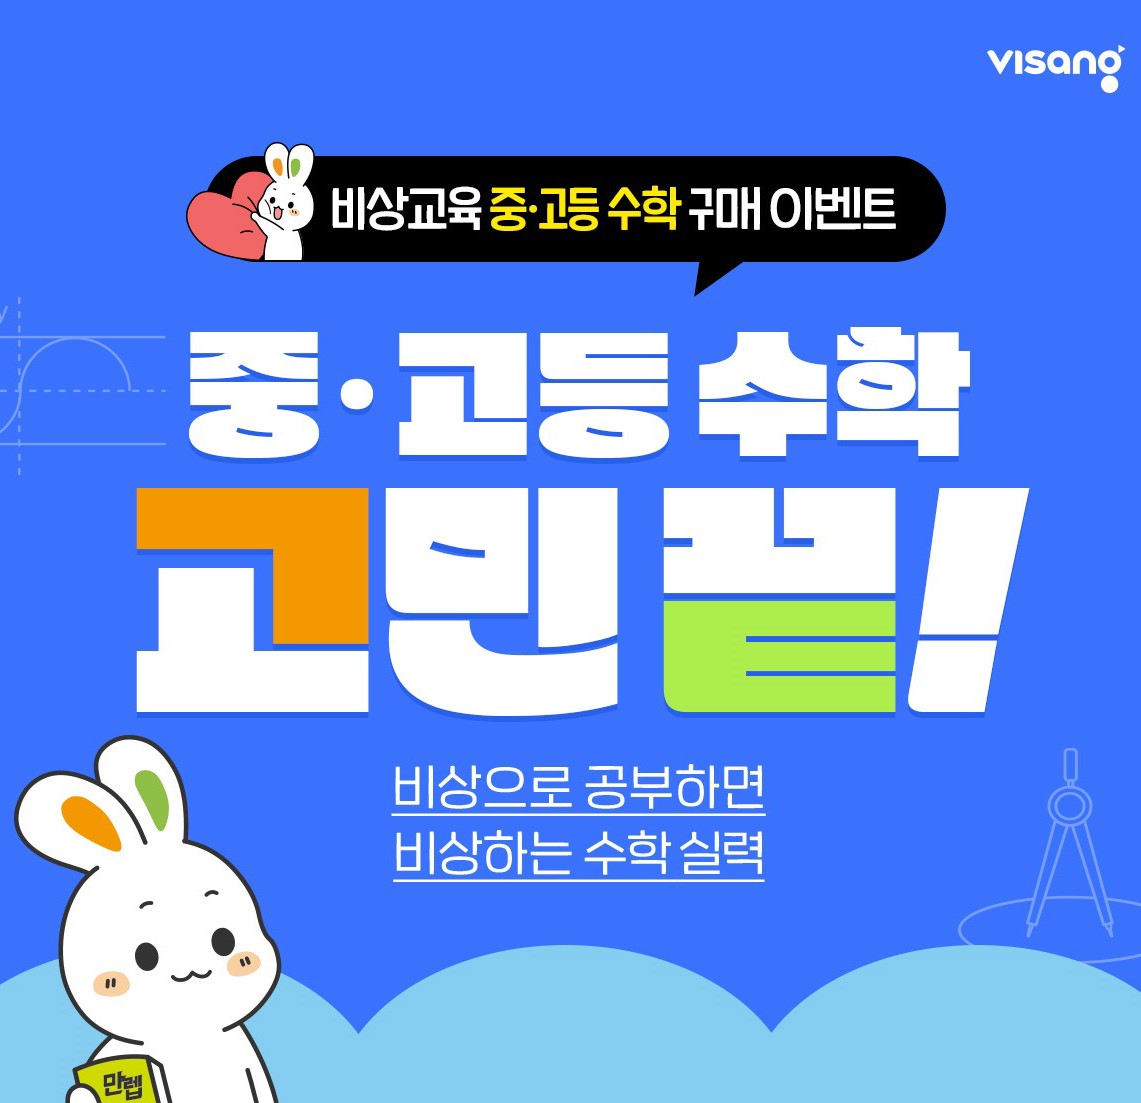 visang
비상교육 중·고등 수학 구매 이벤트
중·고등 수학
고민 끝!
비상으로 공부하면
비상하는 수학 실력
만렙
y